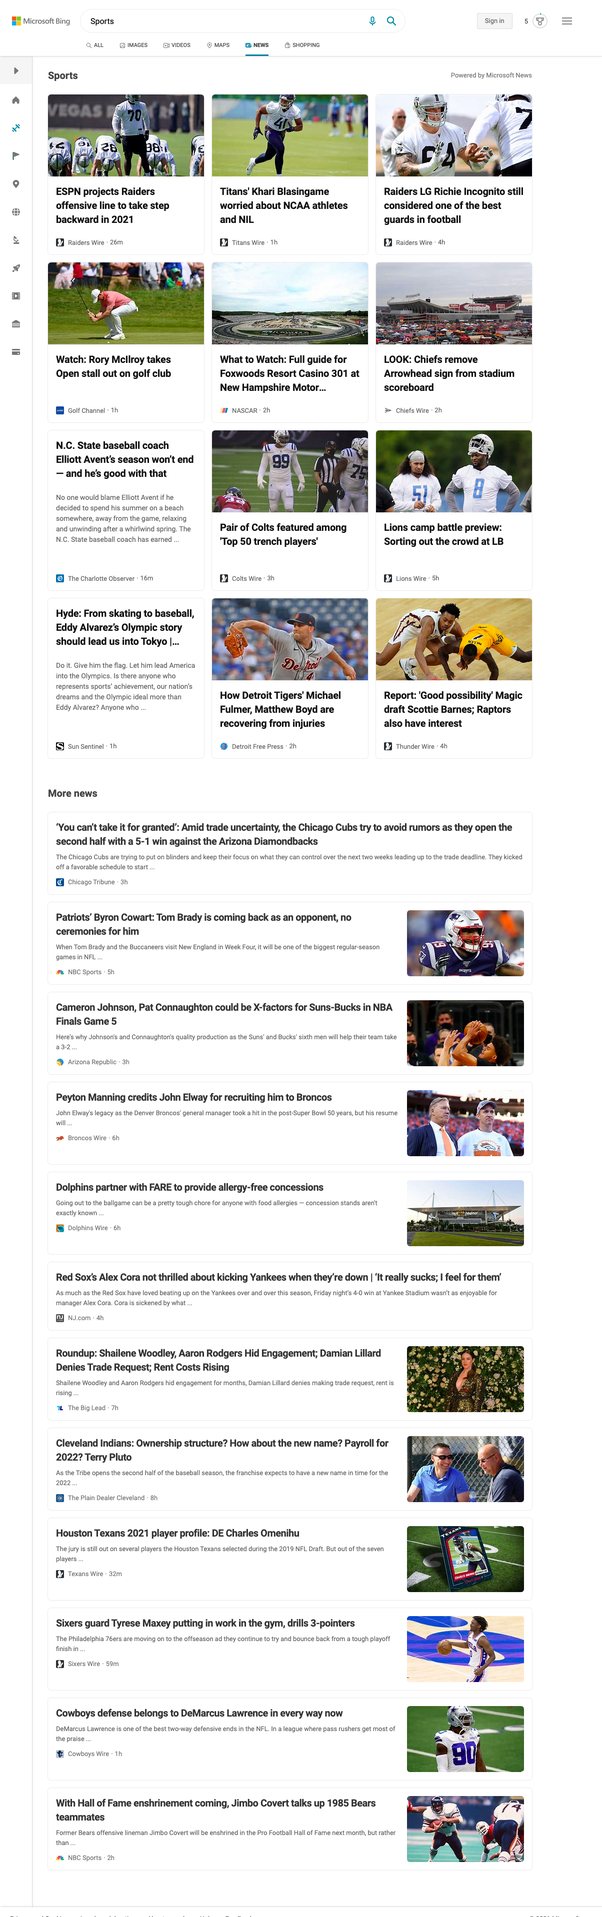 Microsoft Bing
Sports
Sign in
5
ALL
IMAGES
VIDEOS
MAPS
NEWS
SHOPPING
Sports
Powered by Microsoft News
ESPN projects Raiders
offensive line to take step
backward in 2021
Raiders Wire · 26m
Titans' Khari Blasingame
worried about NCAA athletes
and NIL
Titans Wire · 1h
Raiders LG Richie Incognito still
considered one of the best
guards in football
Raiders Wire · 4h
Watch: Rory McIlroy takes
Open stall out on golf club
Golf Channel · 1h
What to Watch: Full guide for
Foxwoods Resort Casino 301 at
New Hampshire Motor...
NASCAR · 2h
LOOK: Chiefs remove
Arrowhead sign from stadium
scoreboard
Chiefs Wire · 2h
N.C. State baseball coach
Elliott Avent's season won't end
— and he's good with that
No one would blame Elliott Avent if he
decided to spend his summer on a beach
somewhere, away from the game, relaxing
and unwinding after a whirlwind spring. The
N.C. State baseball coach has earned ...
The Charlotte Observer · 16m
Pair of Colts featured among
'Top 50 trench players'
Colts Wire · 3h
Lions camp battle preview:
Sorting out the crowd at LB
Lions Wire · 5h
Hyde: From skating to baseball,
Eddy Alvarez's Olympic story
should lead us into Tokyo |...
Do it. Give him the flag. Let him lead America
into the Olympics. Is there anyone who
represents sports' achievement, our nation's
dreams and the Olympic ideal more than
Eddy Alvarez? Anyone who ...
Sun Sentinel · 1h
How Detroit Tigers' Michael
Fulmer, Matthew Boyd are
recovering from injuries
Detroit Free Press · 2h
Report: 'Good possibility' Magic
draft Scottie Barnes; Raptors
also have interest
Thunder Wire · 4h
More news
'You can't take it for granted': Amid trade uncertainty, the Chicago Cubs try to avoid rumors as they open the
second half with a 5-1 win against the Arizona Diamondbacks
The Chicago Cubs are trying to put on blinders and keep their focus on what they can control over the next two weeks leading up to the trade deadline. They kicked
off a favorable schedule to start ...
Chicago Tribune · 3h
Patriots' Byron Cowart: Tom Brady is coming back as an opponent, no
ceremonies for him
When Tom Brady and the Buccaneers visit New England in Week Four, it will be one of the biggest regular-season
games in NFL ...
NBC Sports · 5h
Cameron Johnson, Pat Connaughton could be X-factors for Suns-Bucks in NBA
Finals Game 5
Here's why Johnson's and Connaughton's quality production as the Suns' and Bucks' sixth men will help their team take
a 3-2 ...
Arizona Republic · 3h
Peyton Manning credits John Elway for recruiting him to Broncos
John Elway's legacy as the Denver Broncos' general manager took a hit in the post-Super Bowl 50 years, but his resume
will ...
Broncos Wire · 6h
Dolphins partner with FARE to provide allergy-free concessions
Going out to the ballgame can be a pretty tough chore for anyone with food allergies — concession stands aren't
exactly known ...
Dolphins Wire · 6h
Red Sox's Alex Cora not thrilled about kicking Yankees when they're down | 'It really sucks; I feel for them'
As much as the Red Sox have loved beating up on the Yankees over and over this season, Friday night's 4-0 win at Yankee Stadium wasn't as enjoyable for
manager Alex Cora. Cora is sickened by what ...
NJ.com · 4h
Roundup: Shailene Woodley, Aaron Rodgers Hid Engagement; Damian Lillard
Denies Trade Request; Rent Costs Rising
Shailene Woodley and Aaron Rodgers hid engagement for months, Damian Lillard denies making trade request, rent is
rising ...
The Big Lead · 7h
Cleveland Indians: Ownership structure? How about the new name? Payroll for
2022? Terry Pluto
As the Tribe opens the second half of the baseball season, the franchise expects to have a new name in time for the
2022 ...
The Plain Dealer Cleveland · 8h
Houston Texans 2021 player profile: DE Charles Omenihu
The jury is still out on several players the Houston Texans selected during the 2019 NFL Draft. But out of the seven
players ...
Texans Wire · 32m
Sixers guard Tyrese Maxey putting in work in the gym, drills 3-pointers
The Philadelphia 76ers are moving on to the offseason ad they continue to try and bounce back from a tough playoff
finish in ...
Sixers Wire · 59m
Cowboys defense belongs to DeMarcus Lawrence in every way now
DeMarcus Lawrence is one of the best two-way defensive ends in the NFL. In a league where pass rushers get most of
the praise ...
Cowboys Wire · 1h
With Hall of Fame enshrinement coming, Jimbo Covert talks up 1985 Bears
teammates
Former Bears offensive lineman Jimbo Covert will be enshrined in the Pro Football Hall of Fame next month, but rather
than ...
NBC Sports · 2h